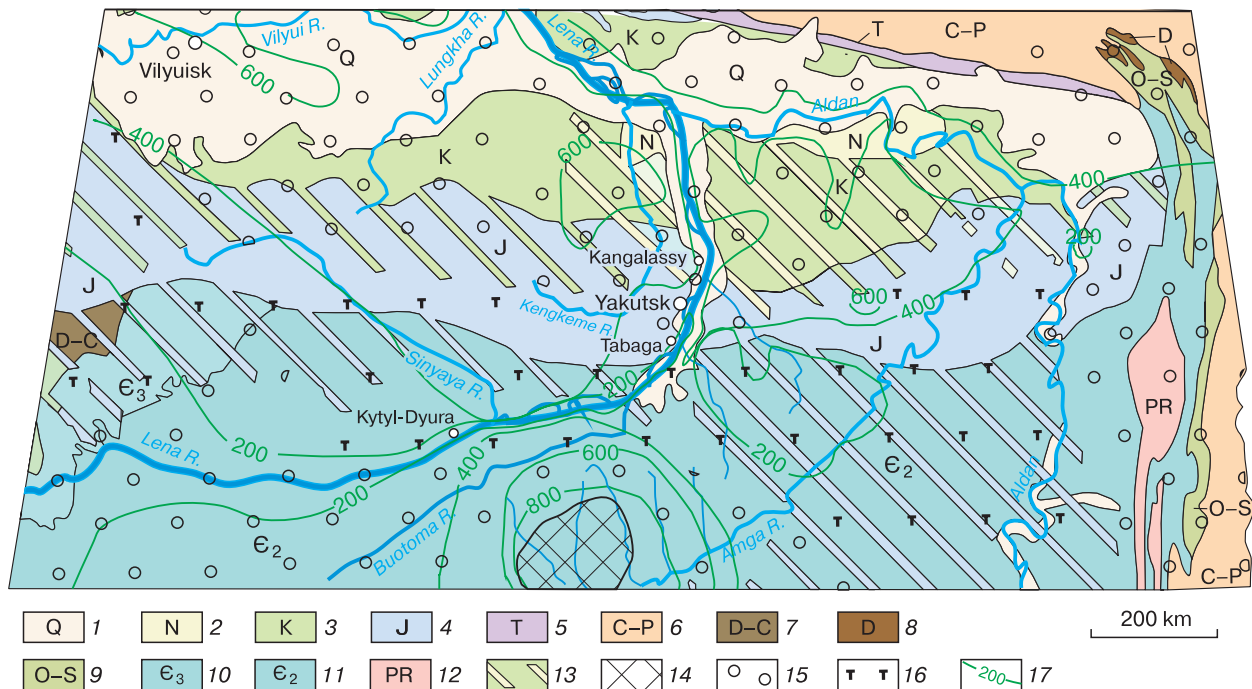 Vilyui R.
Lungkha R.
Lena R.
K
T
C–P
D
Vilyuisk
600
Q
Q
O–S
Aldan
400
T
K
600
N
N
K
400
T
J
200
J
Kangalassy
J
Yakutsk
600
400
T
T
T
T
T
T
T
T
T
Kengkeme R.
D–C
Tabaga
J
Є3
Sinyaya R.
200
T
T
T
T
T
T
T
T
T
T
PR
Kytyl-Dyura
Lena R.
200
T
T
T
T
T
T
T
T
T
400
600
200
Є2
Aldan
200
800
O–S
Є2
Buotoma R.
Amga R.
T
T
T
T
C–P
Q 1
N 2
K 3
J 4
T 5
C–P 6
D–C 7
D 8
200 km
O–S 9
Є3 10
Є2 11
PR 12
13
14
15
T T 16
200 17